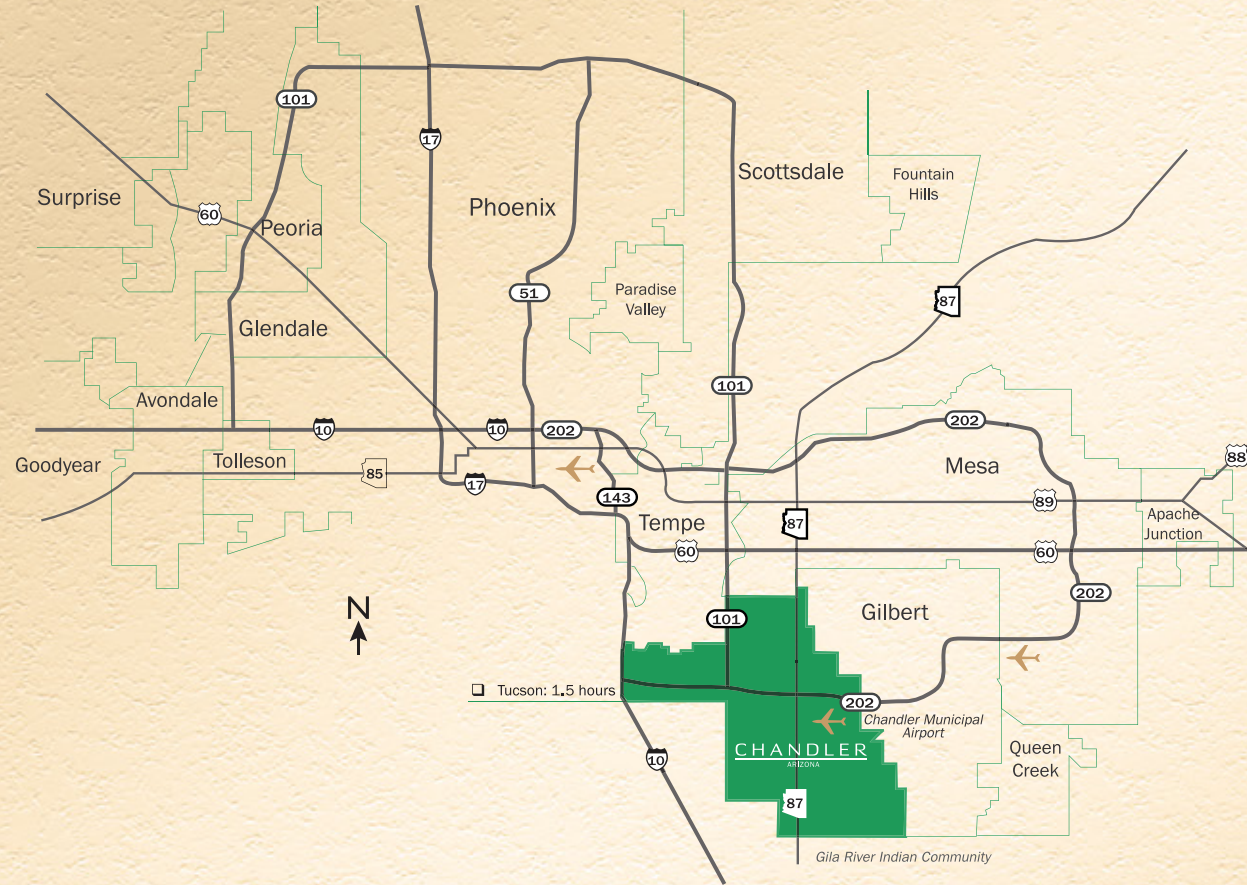 101
17
Scottsdale
Fountain
Hills
Surprise
60
Peoria
Phoenix
51
Paradise
Valley
87
Glendale
101
Avondale
10
10
202
202
Goodyear
Tolleson
85
17
143
Mesa
88
89
Tempe
87
Apache
Junction
60
60
202
N
101
Gilbert
Tucson: 1.5 hours
202
Chandler Municipal
Airport
CHANDLER
ARIZONA
10
Queen
Creek
87
Gila River Indian Community